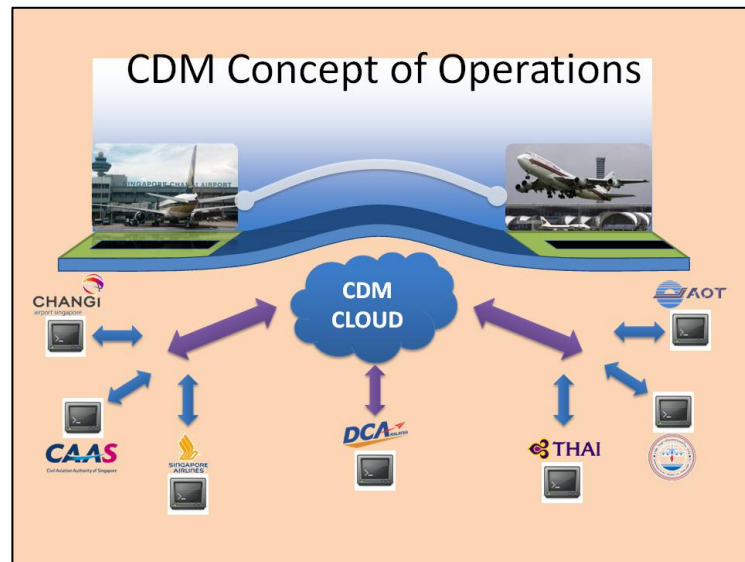 CDM Concept of Operations
SINGAPORE CHANGI AIRPORT
CDM
CLOUD
CHANGI
airport singapore
AOT
CAAS
Civil Aviation Authority of Singapore
SINGAPORE
AIRLINES
DCA
MALAYSIA
THAI